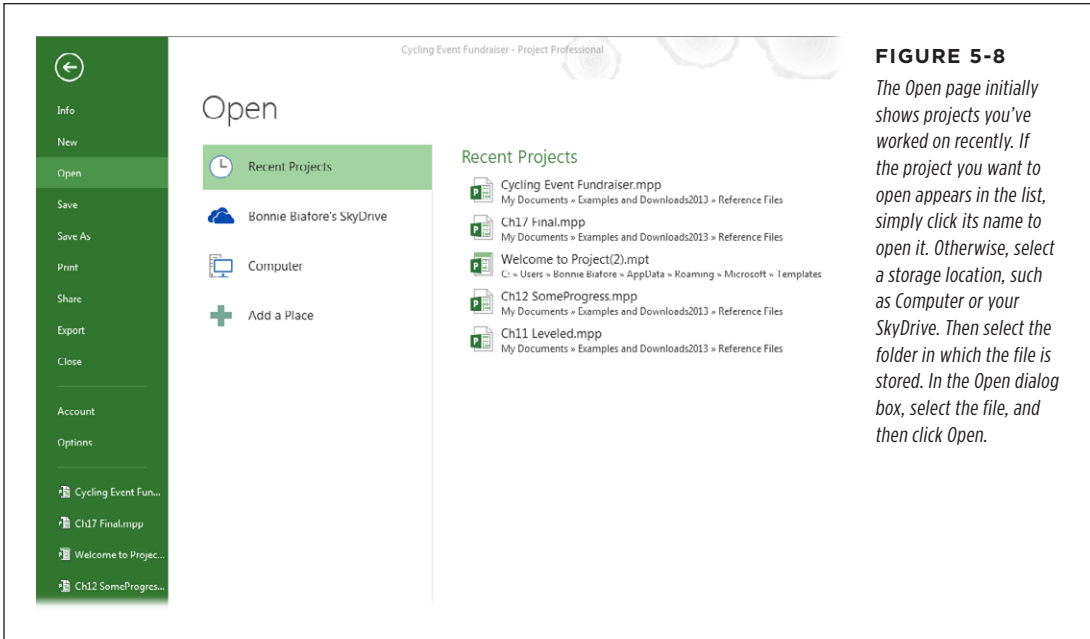 Cycling Event Fundraiser - Project Professional
Info
New
Open
Save
Save As
Print
Share
Export
Close
Account
Options
Cycling Event Fun...
Ch17 Final.mpp
Welcome to Projec...
Ch12 SomeProgres...
Open
Recent Projects
Bonnie Biafore's SkyDrive
Computer
Add a Place
Recent Projects
Cycling Event Fundraiser.mpp
My Documents » Examples and Downloads2013 » Reference Files
Ch17 Final.mpp
My Documents » Examples and Downloads2013 » Reference Files
Welcome to Project(2).mpt
C: » Users » Bonnie Biafore » AppData » Roaming » Microsoft » Templates
Ch12 SomeProgress.mpp
My Documents » Examples and Downloads2013 » Reference Files
Ch11 Leveled.mpp
My Documents » Examples and Downloads2013 » Reference Files
FIGURE 5-8
The Open page initially
shows projects you've
worked on recently. If
the project you want to
open appears in the list,
simply click its name to
open it. Otherwise, select
a storage location, such
as Computer or your
SkyDrive. Then select the
folder in which the file is
stored. In the Open dialog
box, select the file, and
then click Open.